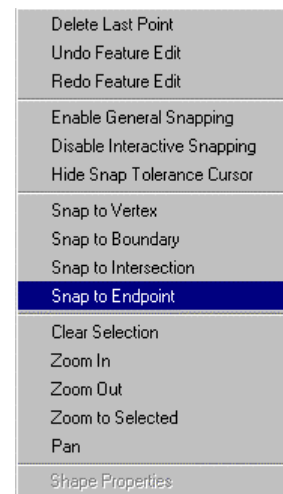 Delete Last Point
Undo Feature Edit
Redo Feature Edit
Enable General Snapping
Disable Interactive Snapping
Hide Snap Tolerance Cursor
Snap to Vertex
Snap to Boundary
Snap to Intersection
Snap to Endpoint
Clear Selection
Zoom In
Zoom Out
Zoom to Selected
Pan
Shape Properties